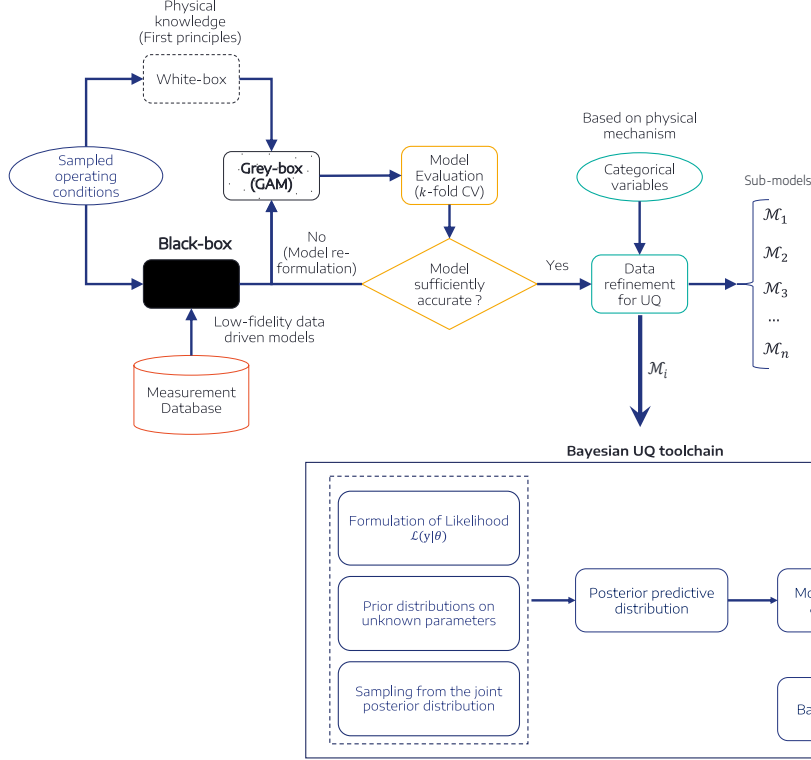 Physical
knowledge
(First principles)
White-box
Sampled
operating
conditions
Grey-box
(GAM)
Model
Evaluation
(k-fold CV)
Based on physical
mechanism
Categorical
variables
Sub-models
ℳ1
ℳ2
ℳ3
...
ℳn
Black-box
No
(Model re-
formulation)
Model
sufficiently
accurate ?
Yes
Data
refinement
for UQ
Low-fidelity data
driven models
Measurement
Database
ℳi
Bayesian UQ toolchain
Formulation of Likelihood
ℒ(y|θ)
Prior distributions on
unknown parameters
Sampling from the joint
posterior distribution
Posterior predictive
distribution